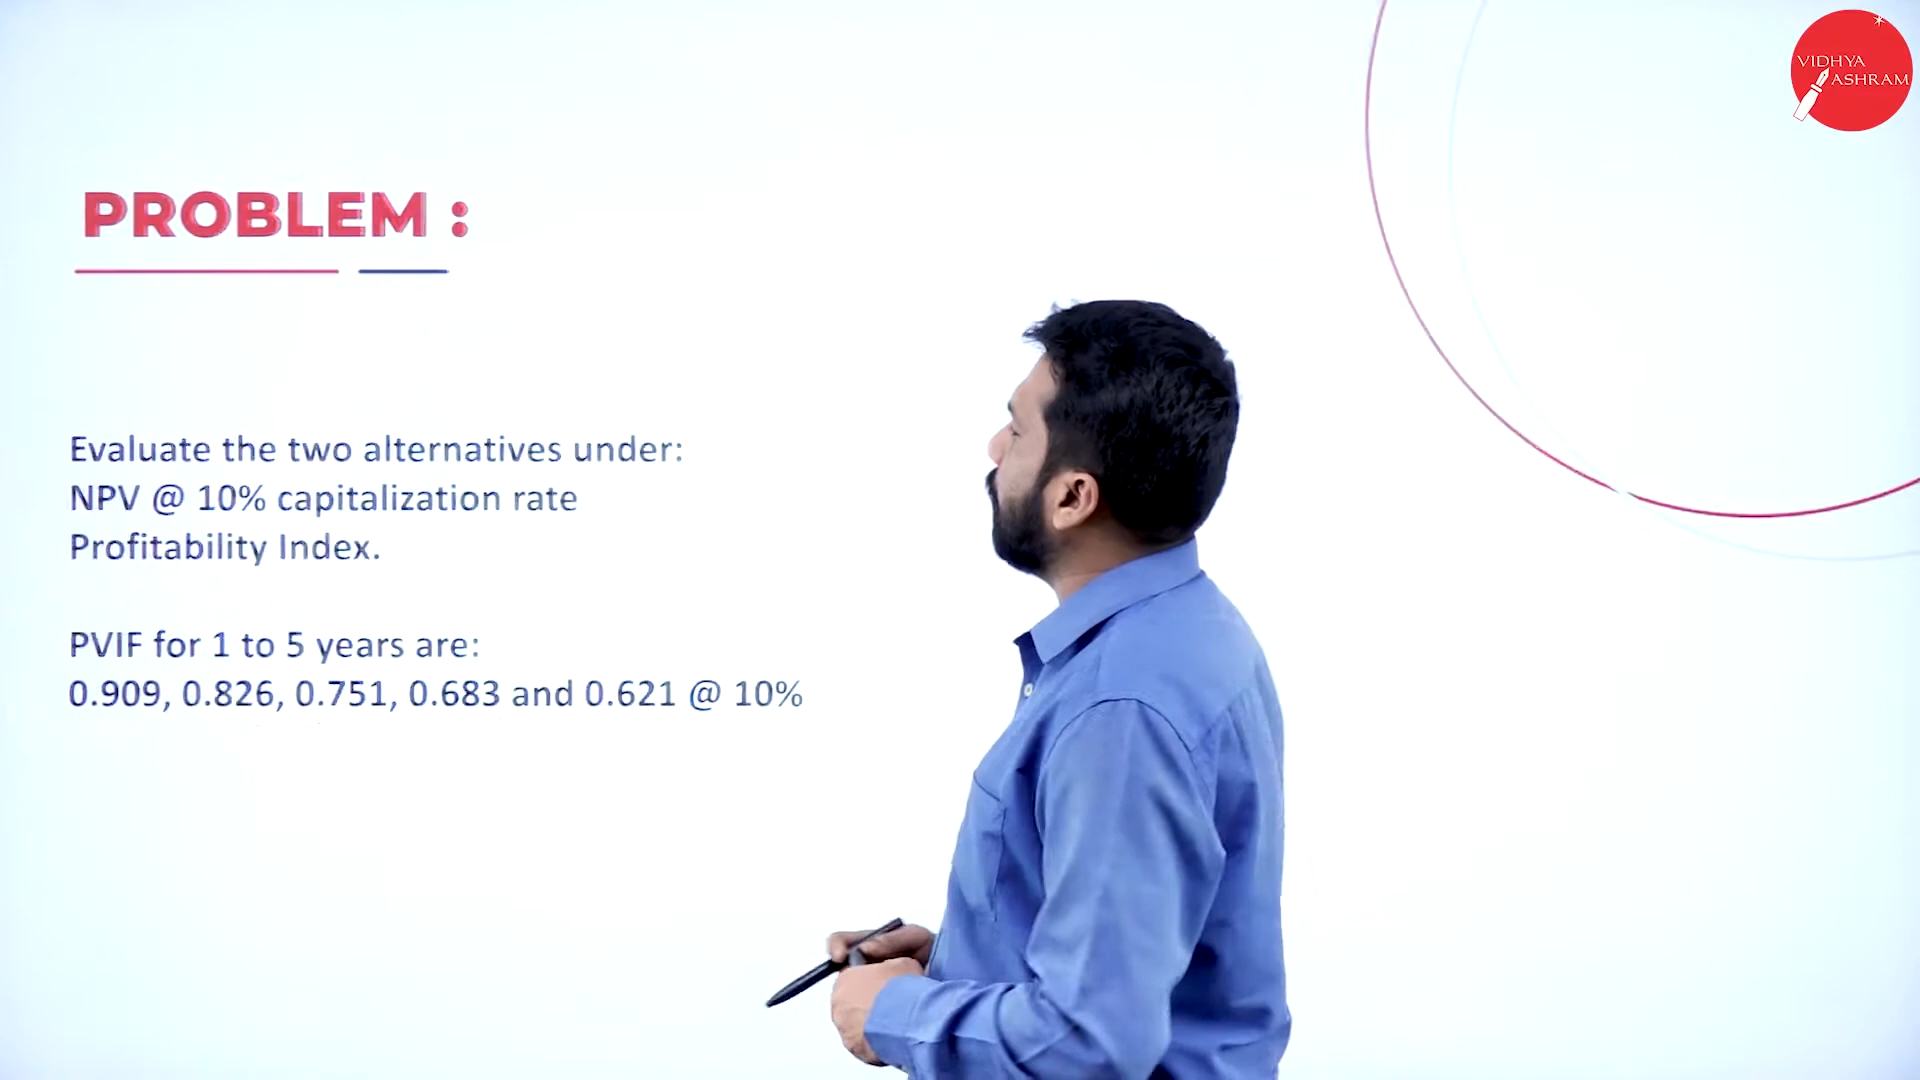 VIDHYA
ASHRAM
PROBLEM :
Evaluate the two alternatives under:
NPV @ 10% capitalization rate
Profitability Index.
PVIF for 1 to 5 years are:
0.909, 0.826, 0.751, 0.683 and 0.621 @ 10%